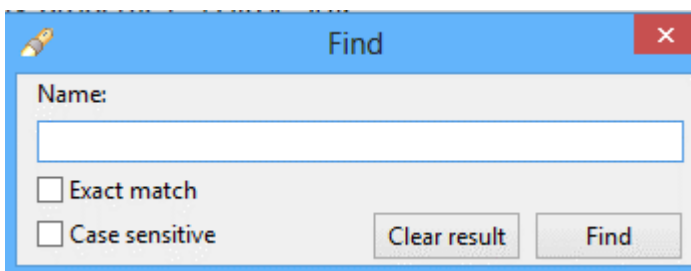 Find
Name:
Exact match
Case sensitive
Clear result
Find